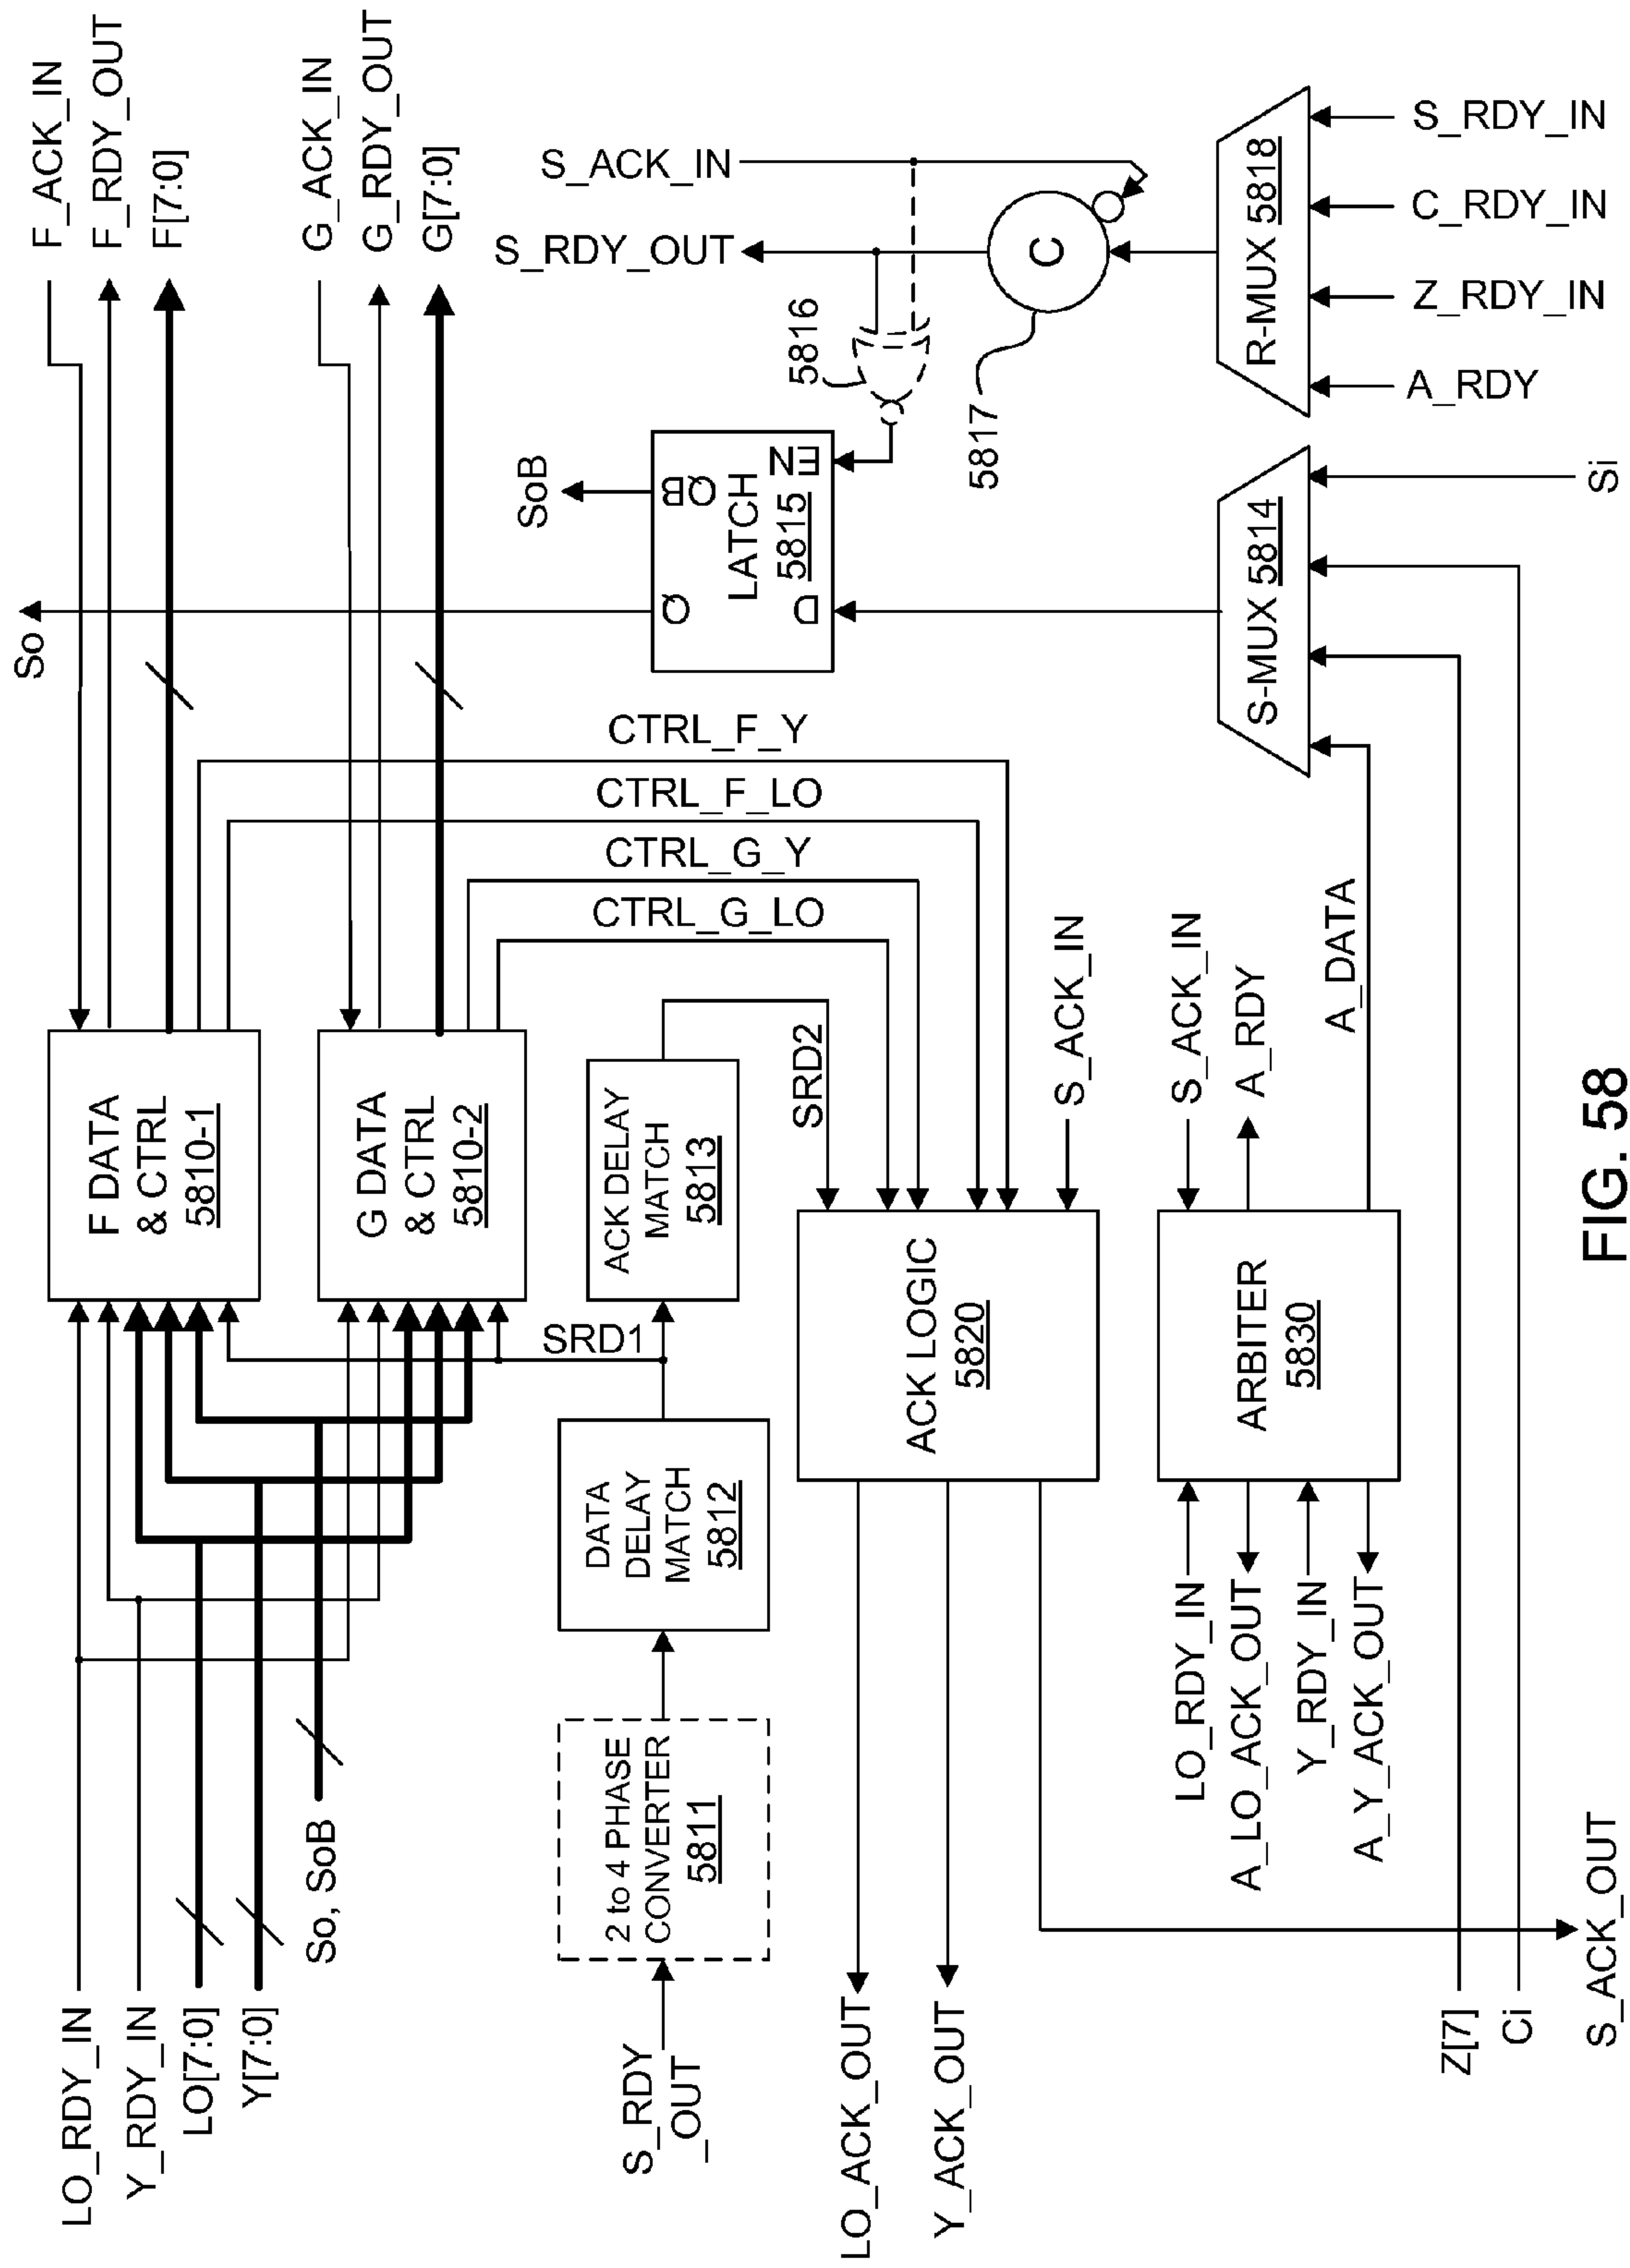 LO_RDY_IN
Y_RDY_IN
LO[7:0]
Y[7:0]
So, SoB
F DATA
& CTRL
5810-1
G DATA
& CTRL
5810-2
F_ACK_IN
F_RDY_OUT
F[7:0]
G_ACK_IN
G_RDY_OUT
G[7:0]
S_RDY
_OUT
2 to 4 PHASE
CONVERTER
5811
DATA
DELAY
MATCH
5812
SRD1
ACK DELAY
MATCH
5813
SRD2
CTRL_F_Y
CTRL_F_LO
CTRL_G_Y
CTRL_G_LO
LO_ACK_OUT
Y_ACK_OUT
ACK LOGIC
5820
S_ACK_IN
LO_RDY_IN
A_LO_ACK_OUT
Y_RDY_IN
A_Y_ACK_OUT
ARBITER
5830
S_ACK_IN
A_RDY
A_DATA
Z[7]
Ci
S_ACK_OUT
So
SoB
Q
QB
LATCH
5815
D
EN
S-MUX 5814
Si
5816
S_ACK_IN
S_RDY_OUT
C
5817
R-MUX 5818
A_RDY
Z_RDY_IN
C_RDY_IN
S_RDY_IN
FIG. 58